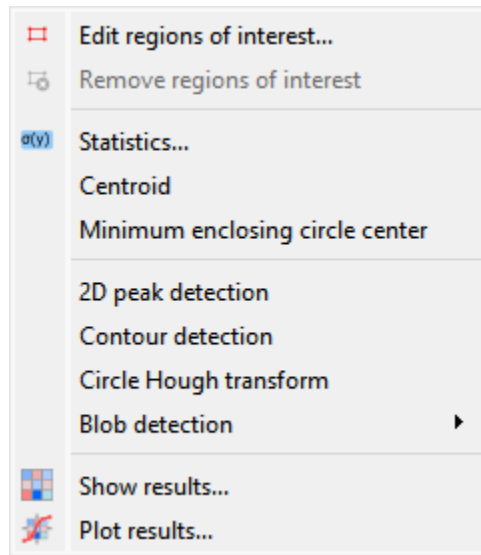 Edit regions of interest...
Remove regions of interest
σ(y) Statistics...
Centroid
Minimum enclosing circle center
2D peak detection
Contour detection
Circle Hough transform
Blob detection
Show results...
Plot results...